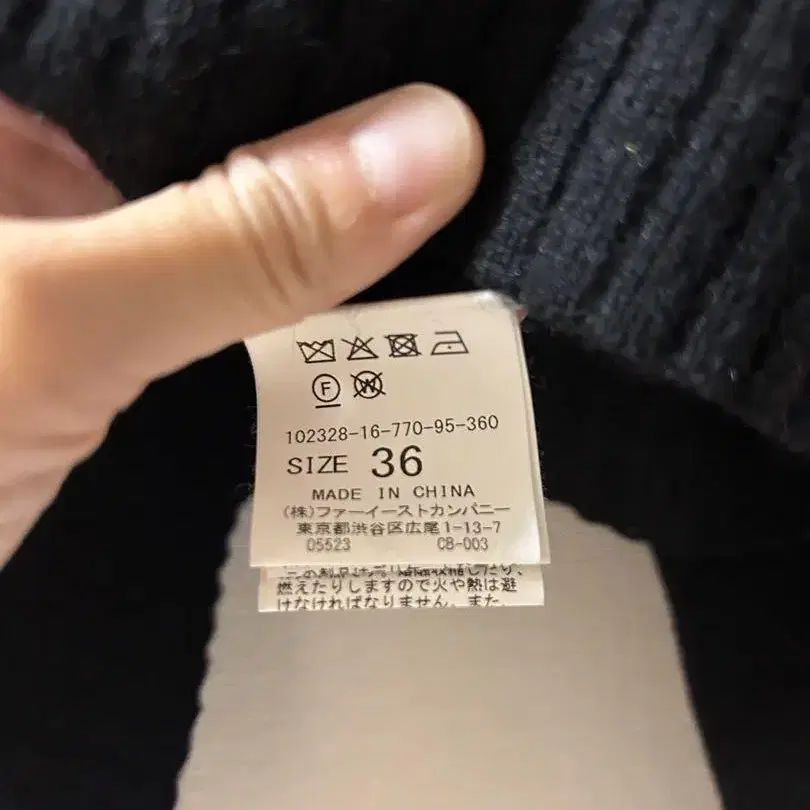 F W
102328-16-770-95-360
SIZE 36
MADE IN CHINA
(株)ファーイーストカンパニー
東京都渋谷区広尾1-13-7
05523 CB-003
燃えたりしますので火や熱は避
けなければなりません。また、